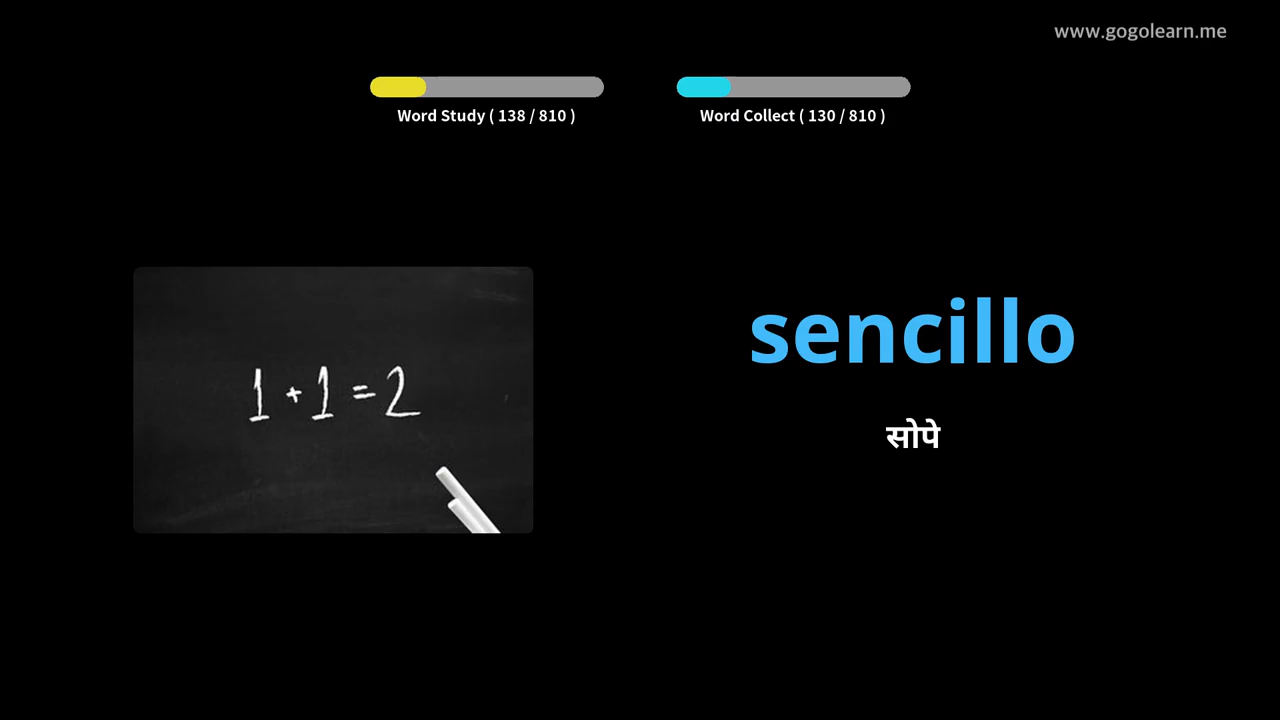 www.gogolearn.me
Word Study ( 138 / 810 )
Word Collect ( 130 / 810 )
1 + 1 = 2
sencillo
सोपे